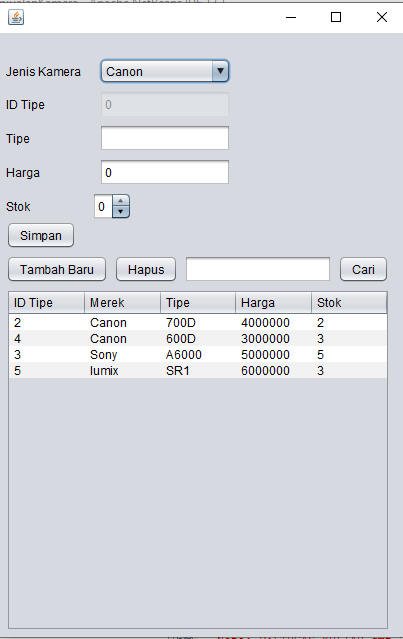 Jenis Kamera Canon
ID Tipe 0
Tipe
Harga 0
Stok 0
Simpan
Tambah Baru Hapus Cari
ID Tipe Merek Tipe Harga Stok
2 Canon 700D 4000000 2
4 Canon 600D 3000000 3
3 Sony A6000 5000000 5
5 lumix SR1 6000000 3